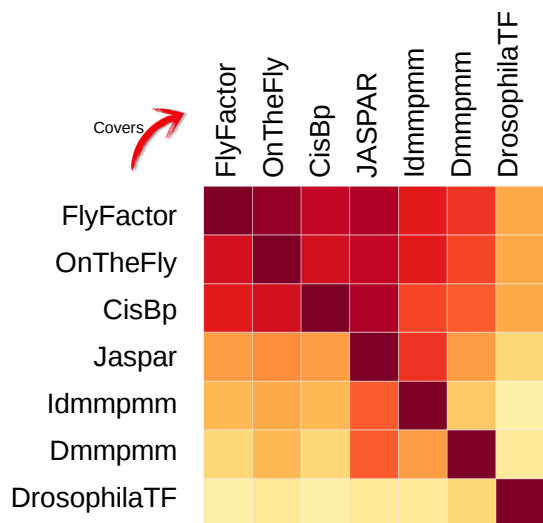 Covers
FlyFactor
OnTheFly
CisBp
JASPAR
Idmmpmm
Dmmpmm
DrosophilaTF
FlyFactor
OnTheFly
CisBp
Jaspar
Idmmpmm
Dmmpmm
DrosophilaTF